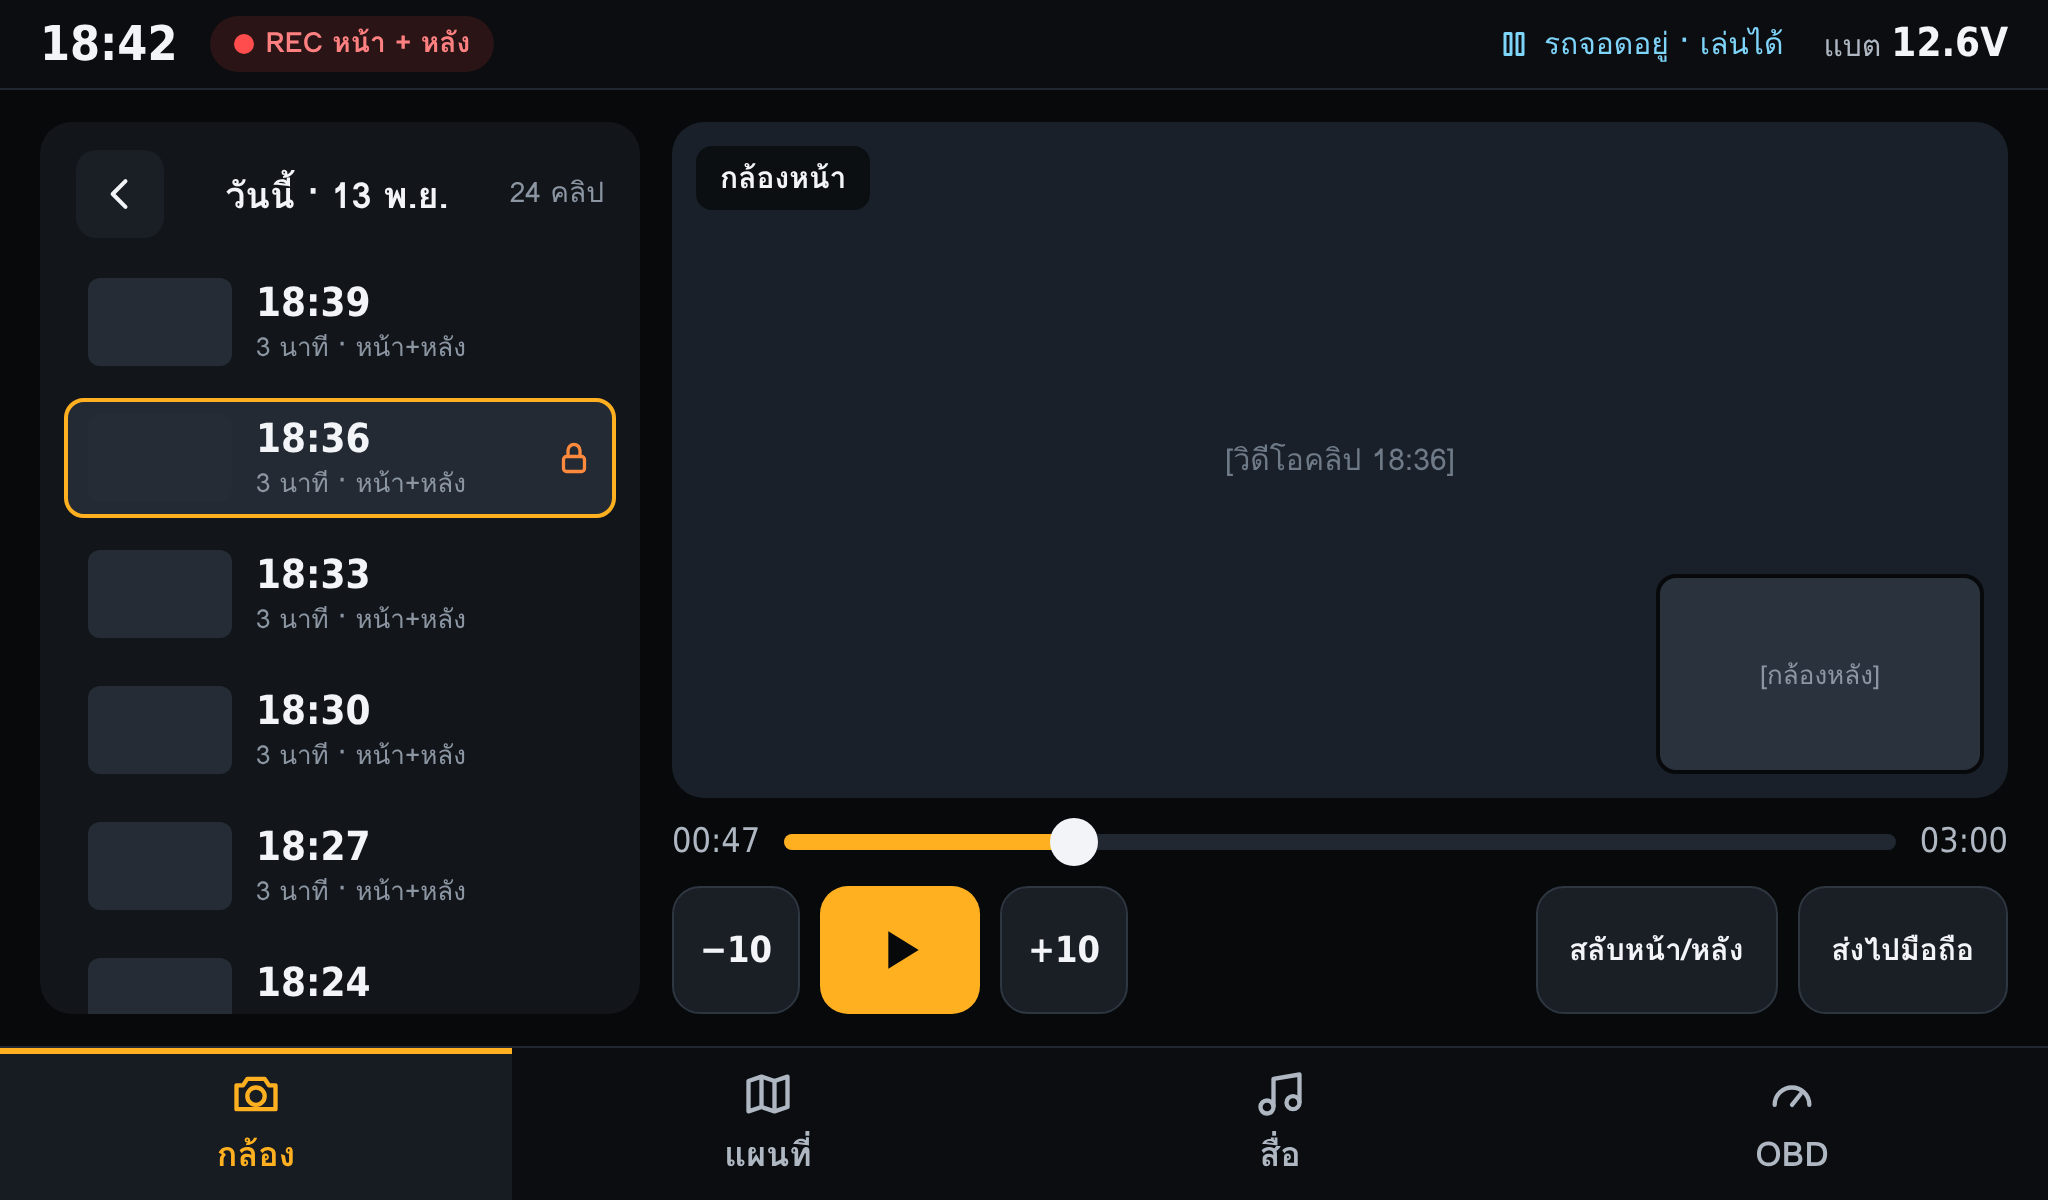 18:42
REC หน้า + หลัง
รถจอดอยู่ · เล่นได้
แบต 12.6V
วันนี้ · 13 พ.ย.
24 คลิป
18:39
3 นาที · หน้า+หลัง
18:36
3 นาที · หน้า+หลัง
18:33
3 นาที · หน้า+หลัง
18:30
3 นาที · หน้า+หลัง
18:27
3 นาที · หน้า+หลัง
18:24
กล้องหน้า
[วิดีโอคลิป 18:36]
[กล้องหลัง]
00:47
03:00
−10
+10
สลับหน้า/หลัง
ส่งไปมือถือ
กล้อง
แผนที่
สื่อ
OBD